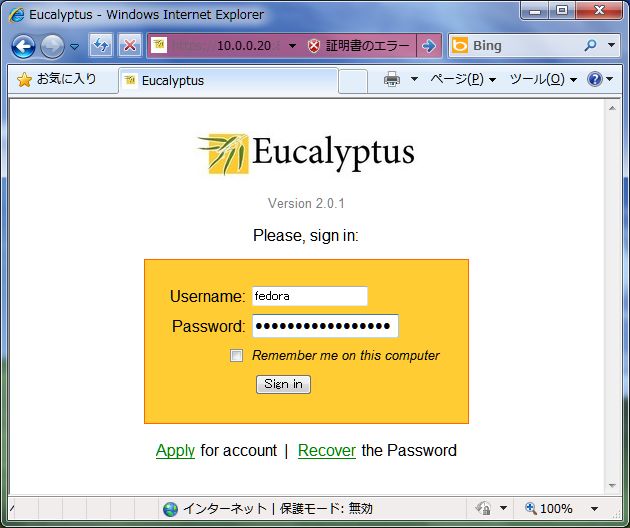 Eucalyptus - Windows Internet Explorer
https://10.0.0.20:8 証明書のエラー Bing
お気に入り Eucalyptus ページ(P) ツール(O)
Eucalyptus
Version 2.0.1
Please, sign in:
Username: fedora
Password: ●●●●●●●●●●●●●●●●●
Remember me on this computer
Sign in
Apply for account | Recover the Password
インターネット | 保護モード: 無効 100%